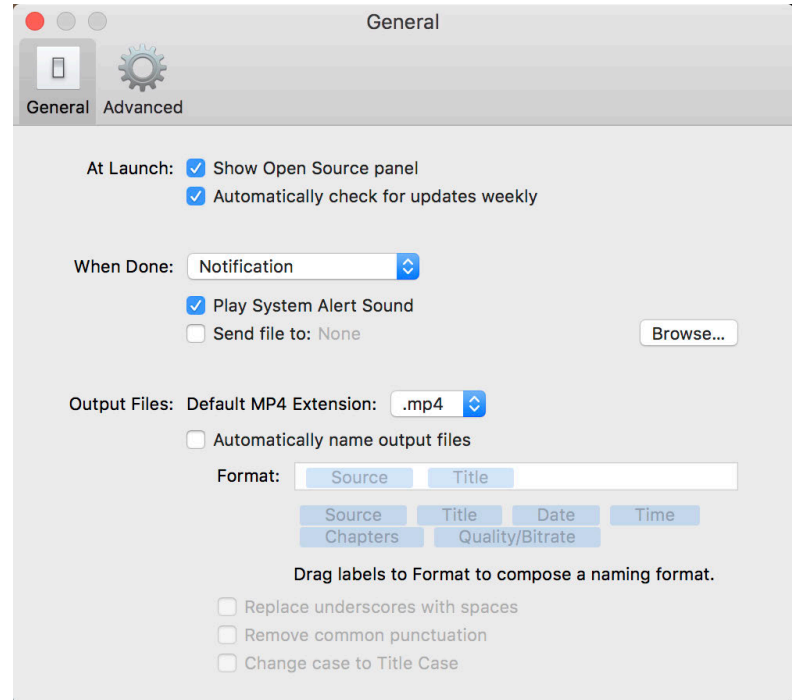 General
General Advanced
At Launch: Show Open Source panel
Automatically check for updates weekly
When Done: Notification
Play System Alert Sound
Send file to: None Browse...
Output Files: Default MP4 Extension: .mp4
Automatically name output files
Format: Source Title
Source Title Date Time
Chapters Quality/Bitrate
Drag labels to Format to compose a naming format.
Replace underscores with spaces
Remove common punctuation
Change case to Title Case